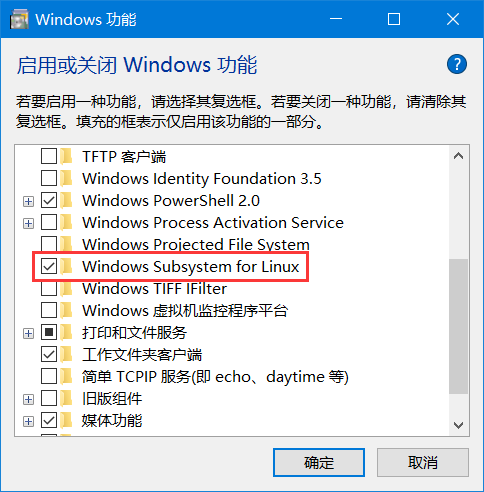 Windows 功能
启用或关闭 Windows 功能
?
若要启用一种功能，请选择其复选框。若要关闭一种功能，请清除其
复选框。填充的框表示仅启用该功能的一部分。
TFTP 客户端
Windows Identity Foundation 3.5
Windows PowerShell 2.0
Windows Process Activation Service
Windows Projected File System
Windows Subsystem for Linux
Windows TIFF IFilter
Windows 虚拟机监控程序平台
打印和文件服务
工作文件夹客户端
简单 TCPIP 服务(即 echo、daytime 等)
旧版组件
媒体功能
确定
取消